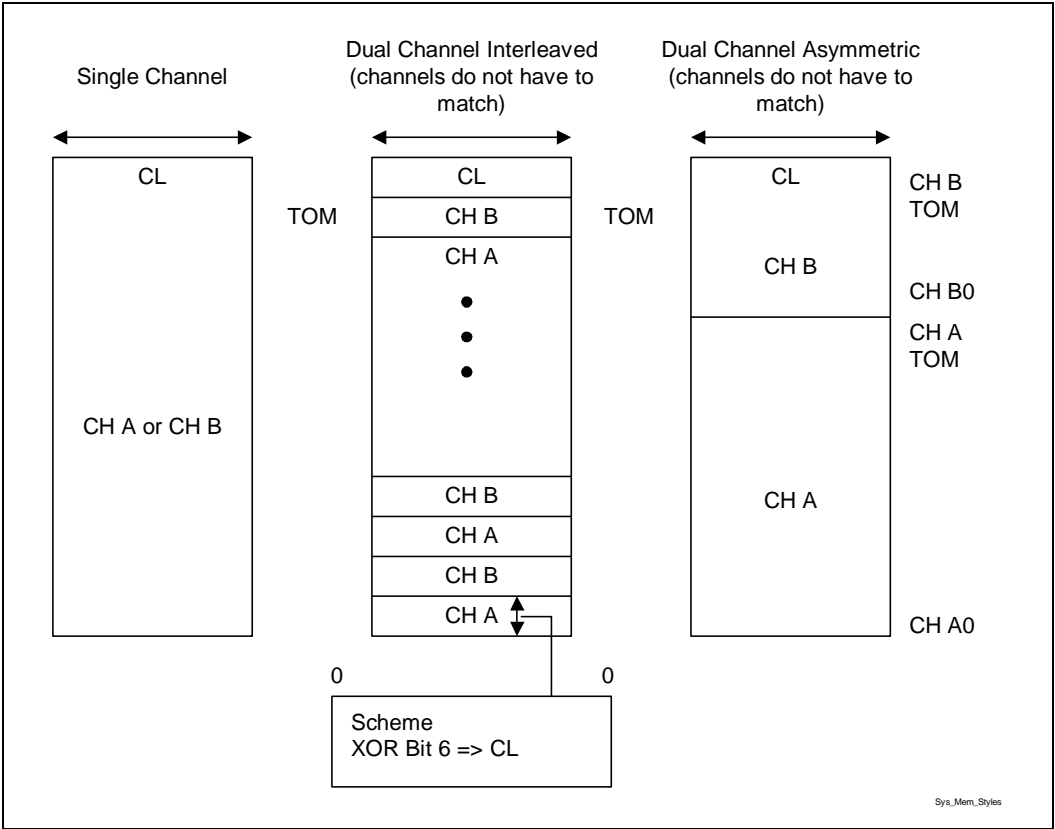 Single Channel
Dual Channel Interleaved
(channels do not have to
match)
Dual Channel Asymmetric
(channels do not have to
match)
CL
CH A or CH B
TOM
CL
CH B
CH A
CH B
CH A
CH B
CH A
TOM
CL
CH B
CH A
CH B
TOM
CH B0
CH A
TOM
CH A0
0
0
Scheme
XOR Bit 6 => CL
Sys_Mem_Styles